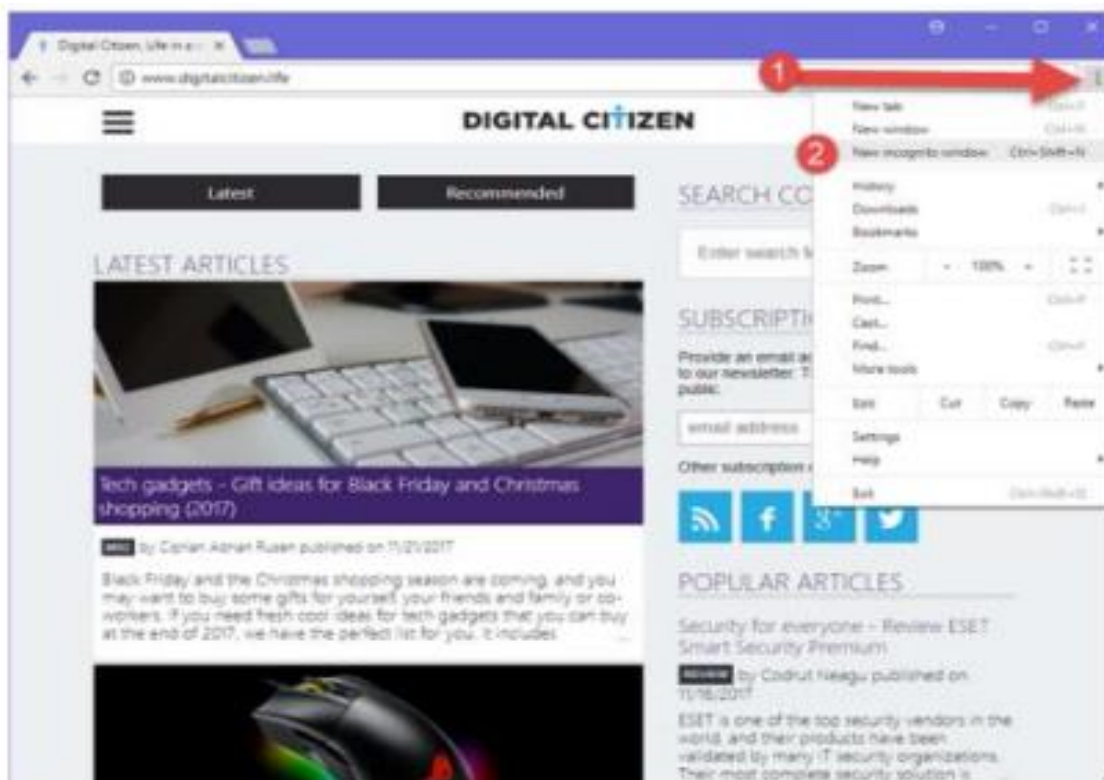 Digital Citizen, Life in a
www.digitalcitizen.life
1
DIGITAL CITIZEN
New tab
New window
2
New incognito window Ctrl+Shift+N
History
Downloads
Bookmarks
Zoom - 100% +
Print...
Cast...
Find...
More tools
Edit Cut Copy Paste
Settings
Help
Exit
Latest Recommended
LATEST ARTICLES
Tech gadgets - Gift ideas for Black Friday and Christmas
shopping (2017)
by Ciprian Adrian Rusen published on 11/21/2017
Black Friday and the Christmas shopping season are coming, and you
may want to buy some gifts for yourself, your friends and family or co-
workers. If you need fresh cool ideas for tech gadgets that you can buy
at the end of 2017, we have the perfect list for you. It includes ...
SEARCH CO
Enter search
SUBSCRIPTI
Provide an email
to our newsletter. T
public.
email address
Other subscription
POPULAR ARTICLES
Security for everyone - Review ESET
Smart Security Premium
REVIEW by Codrut Neagu published on
11/16/2017
ESET is one of the top security vendors in the
world, and their products have been
validated by many IT security organizations.
Their most complete security solution is